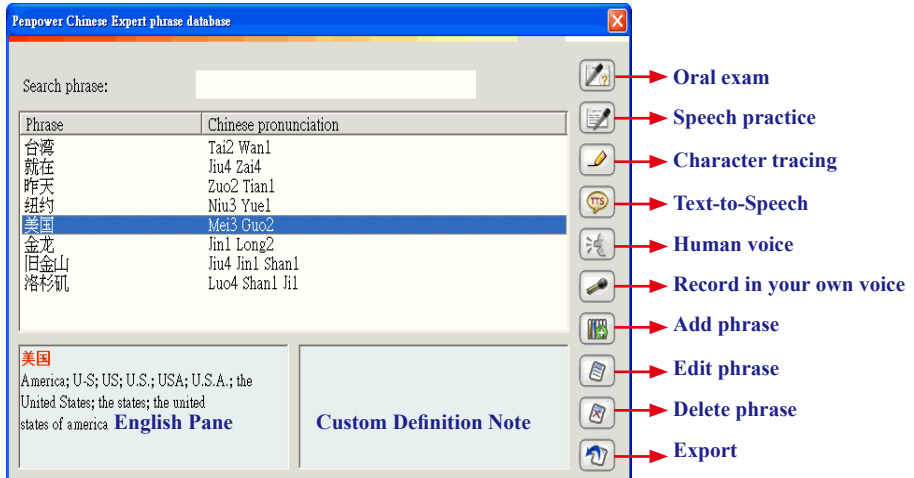 Penpower Chinese Expert phrase database
Search phrase:
Oral exam
Speech practice
Phrase Chinese pronunciation
台湾 Tai2 Wan1
就在 Jiu4 Zai4
昨天 Zuo2 Tian1
纽约 Niu3 Yue1
美国 Mei3 Guo2
金龙 Jin1 Long2
旧金山 Jiu4 Jin1 Shan1
洛杉矶 Luo4 Shan1 Ji1
Character tracing
TTS
Text-to-Speech
Human voice
Record in your own voice
Add phrase
美国
America; U-S; US; U.S.; USA; U.S.A.; the
United States; the states; the united
states of america English Pane
Custom Definition Note
Edit phrase
Delete phrase
Export